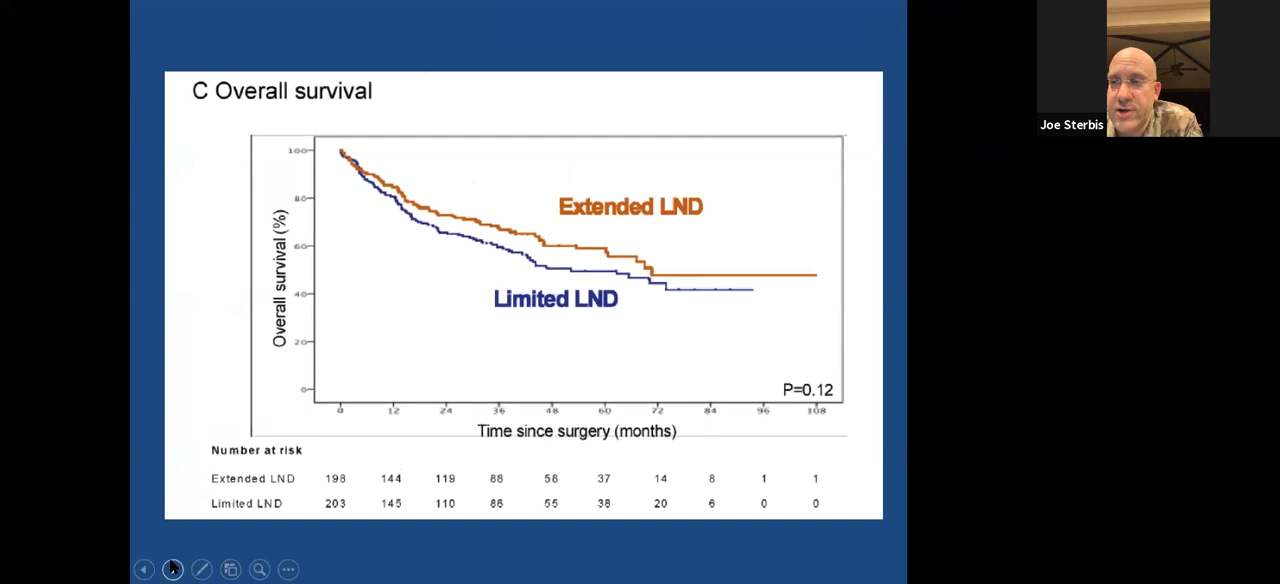 C Overall survival
Joe Sterbis
100
80
60
40
20
0
Overall survival (%)
Extended LND
Limited LND
P=0.12
0 12 24 36 48 60 72 84 96 108
Time since surgery (months)
Number at risk
Extended LND 198 144 119 88 58 37 14 8 1 1
Limited LND 203 145 110 86 55 38 20 6 0 0